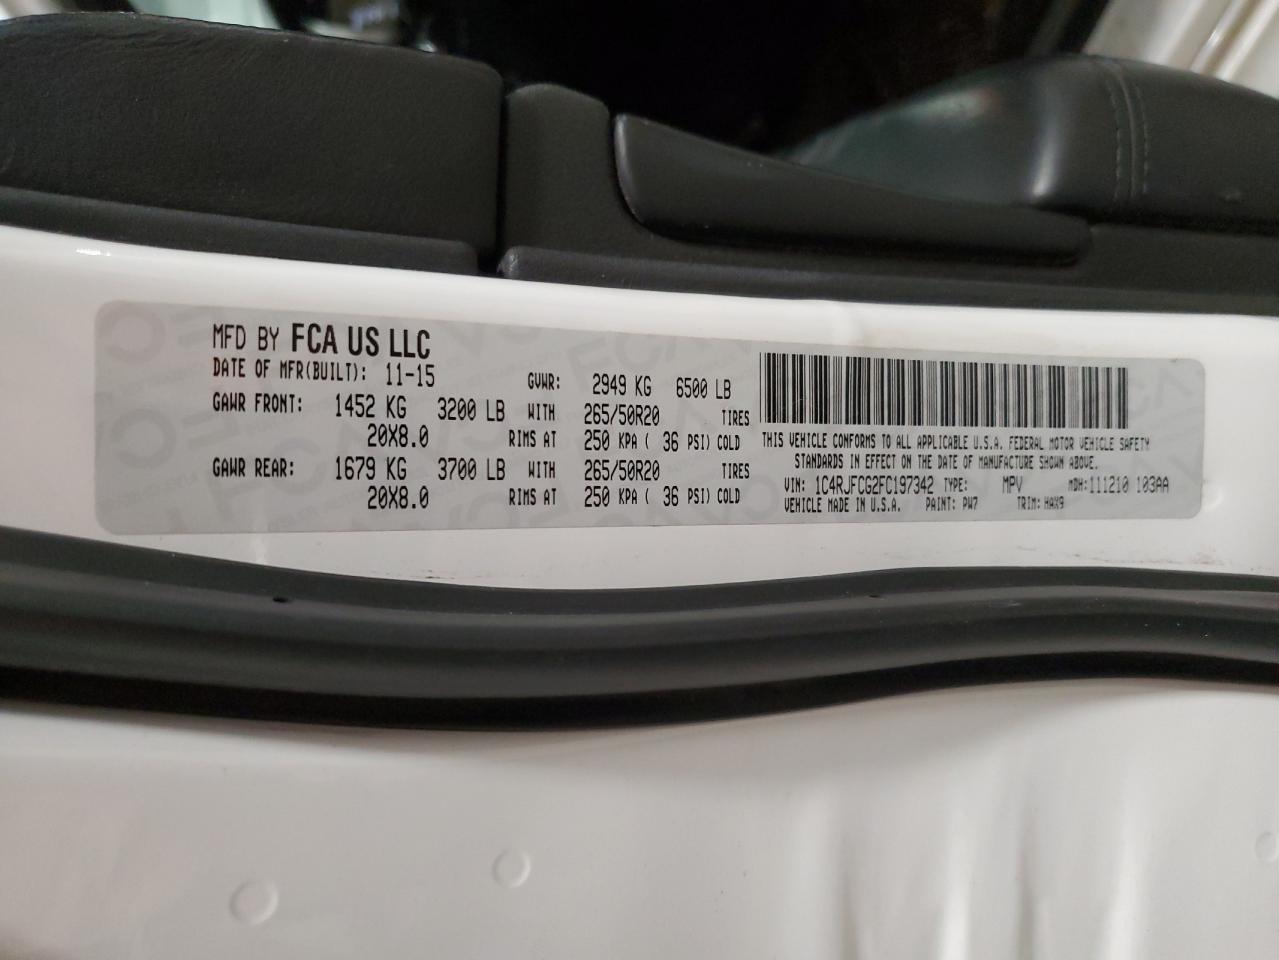 MFD BY FCA US LLC
DATE OF MFR(BUILT): 11-15 GVWR: 2949 KG 6500 LB
GAWR FRONT: 1452 KG 3200 LB WITH 265/50R20 TIRES
20X8.0 RIMS AT 250 KPA ( 36 PSI) COLD
GAWR REAR: 1679 KG 3700 LB WITH 265/50R20 TIRES
20X8.0 RIMS AT 250 KPA ( 36 PSI) COLD
THIS VEHICLE CONFORMS TO ALL APPLICABLE U.S.A. FEDERAL MOTOR VEHICLE SAFETY
STANDARDS IN EFFECT ON THE DATE OF MANUFACTURE SHOWN ABOVE.
VIN: 1C4RJFCG2FC197342 TYPE: MPV MDH:111210 103AA
VEHICLE MADE IN U.S.A. PAINT: PW7 TRIM: HAX9